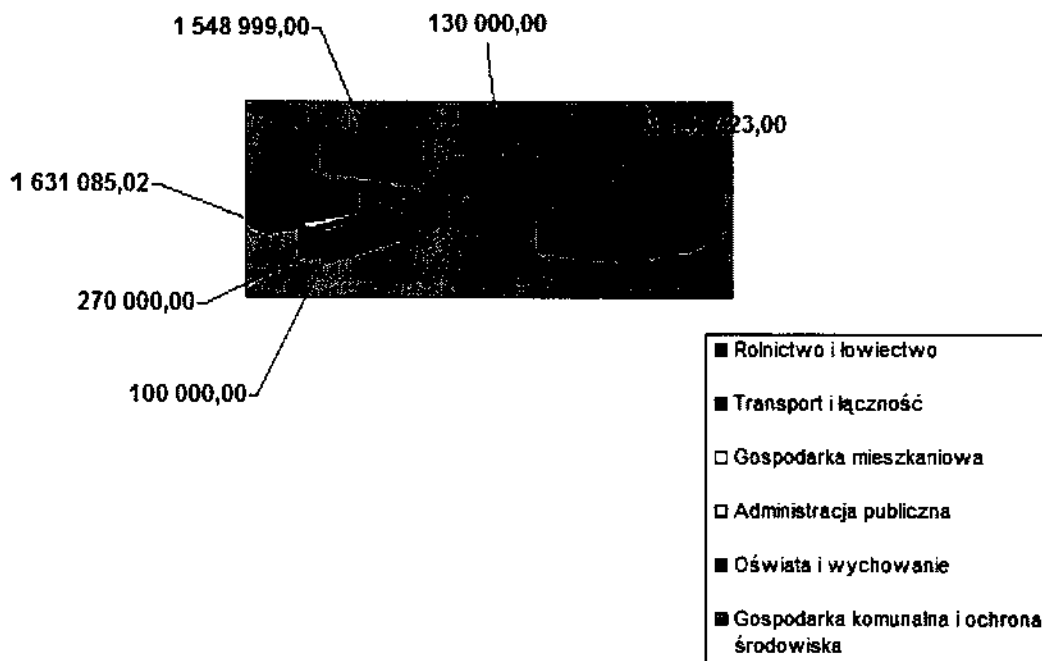 1 548 999,00
130 000,00
23,00
1 631 085,02
270 000,00
100 000,00
Rolnictwo i łowiectwo
Transport i łączność
Gospodarka mieszkaniowa
Administracja publiczna
Oświata i wychowanie
Gospodarka komunalna i ochrona
środowiska